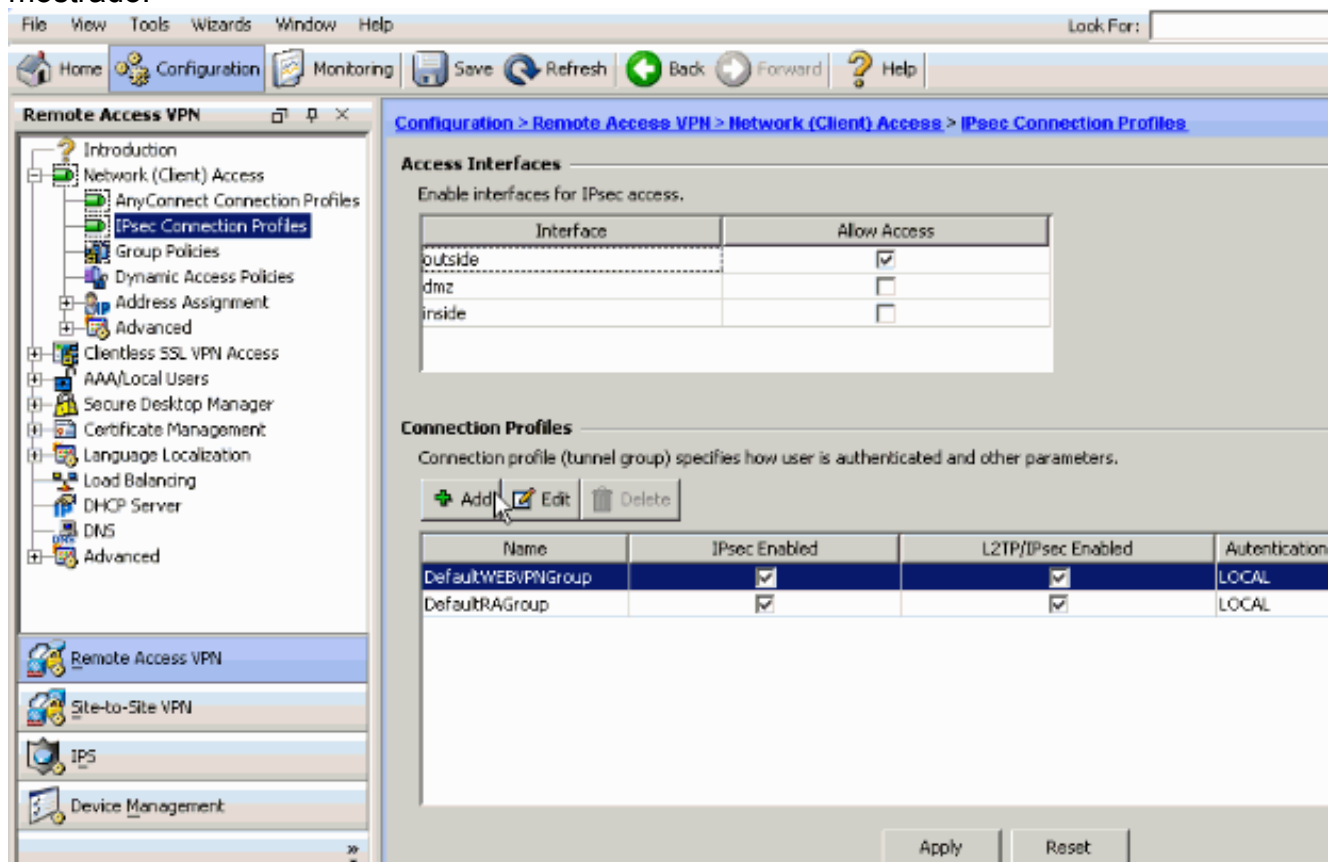 mostrado.
File View Tools Wizards Window Help Look For:
Home Configuration Monitoring Save Refresh Back Forward Help
Remote Access VPN
Introduction
Network (Client) Access
AnyConnect Connection Profiles
IPsec Connection Profiles
Group Policies
Dynamic Access Policies
Address Assignment
Advanced
Clientless SSL VPN Access
AAA/Local Users
Secure Desktop Manager
Certificate Management
Language Localization
Load Balancing
DHCP Server
DNS
Advanced
Remote Access VPN
Site-to-Site VPN
IPS
Device Management
Configuration > Remote Access VPN > Network (Client) Access > IPsec Connection Profiles
Access Interfaces
Enable interfaces for IPsec access.
Interface Allow Access
outside
dmz
inside
Connection Profiles
Connection profile (tunnel group) specifies how user is authenticated and other parameters.
Add Edit Delete
Name IPsec Enabled L2TP/IPsec Enabled Autentication
DefaultWEBVPNGroup LOCAL
DefaultRAGroup LOCAL
Apply Reset